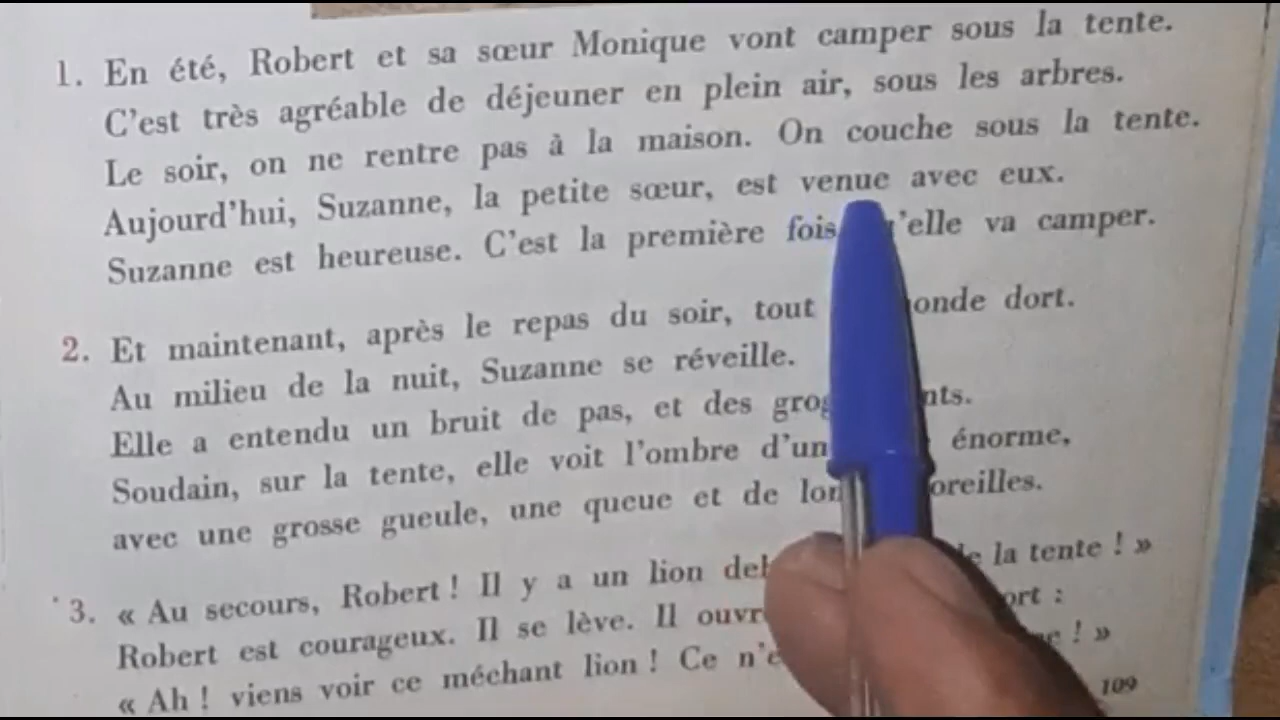 1. En été, Robert et sa sœur Monique vont camper sous la tente.
C'est très agréable de déjeuner en plein air, sous les arbres.
Le soir, on ne rentre pas à la maison. On couche sous la tente.
Aujourd'hui, Suzanne, la petite sœur, est venue avec eux.
Suzanne est heureuse. C'est la première fois qu'elle va camper.
2. Et maintenant, après le repas du soir, tout dort.
Au milieu de la nuit, Suzanne se réveille.
Elle a entendu un bruit de pas, et des
Soudain, sur la tente, elle voit l'ombre d'un énorme,
avec une grosse gueule, une queue et de oreilles.
3. « Au secours, Robert ! Il y a un lion la tente ! »
Robert est courageux. Il se lève. Il :
« Ah ! viens voir ce méchant lion ! Ce ! »
109